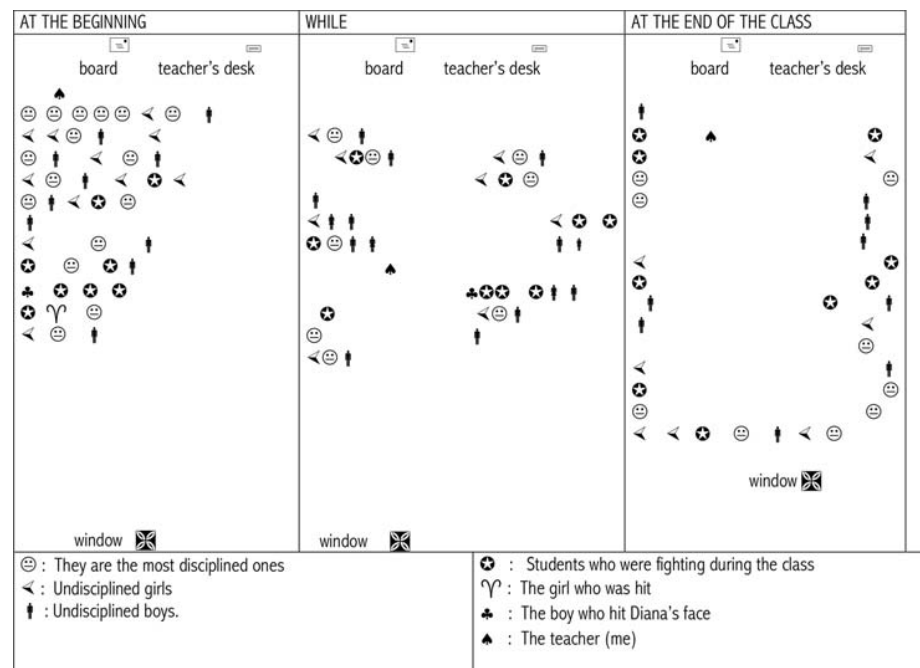 AT THE BEGINNING
WHILE
AT THE END OF THE CLASS
board teacher's desk
board teacher's desk
board teacher's desk
window
window
window
: They are the most disciplined ones
: Undisciplined girls
: Undisciplined boys.
: Students who were fighting during the class
: The girl who was hit
: The boy who hit Diana's face
: The teacher (me)